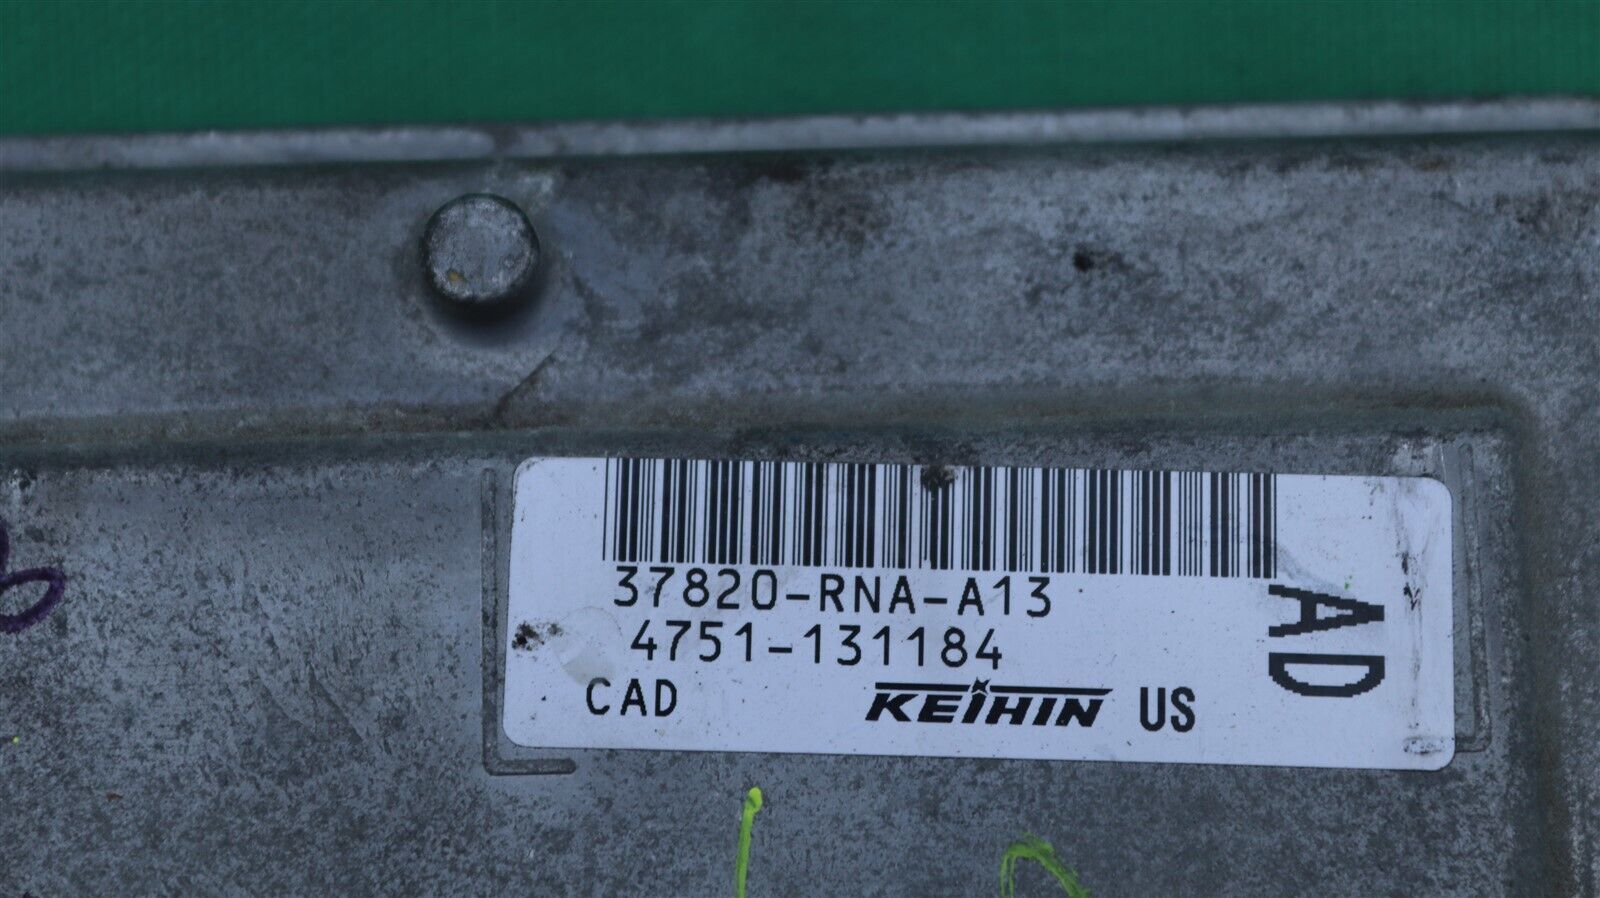 37820-RNA-A13
4751-131184
CAD
KEIHIN US
AD